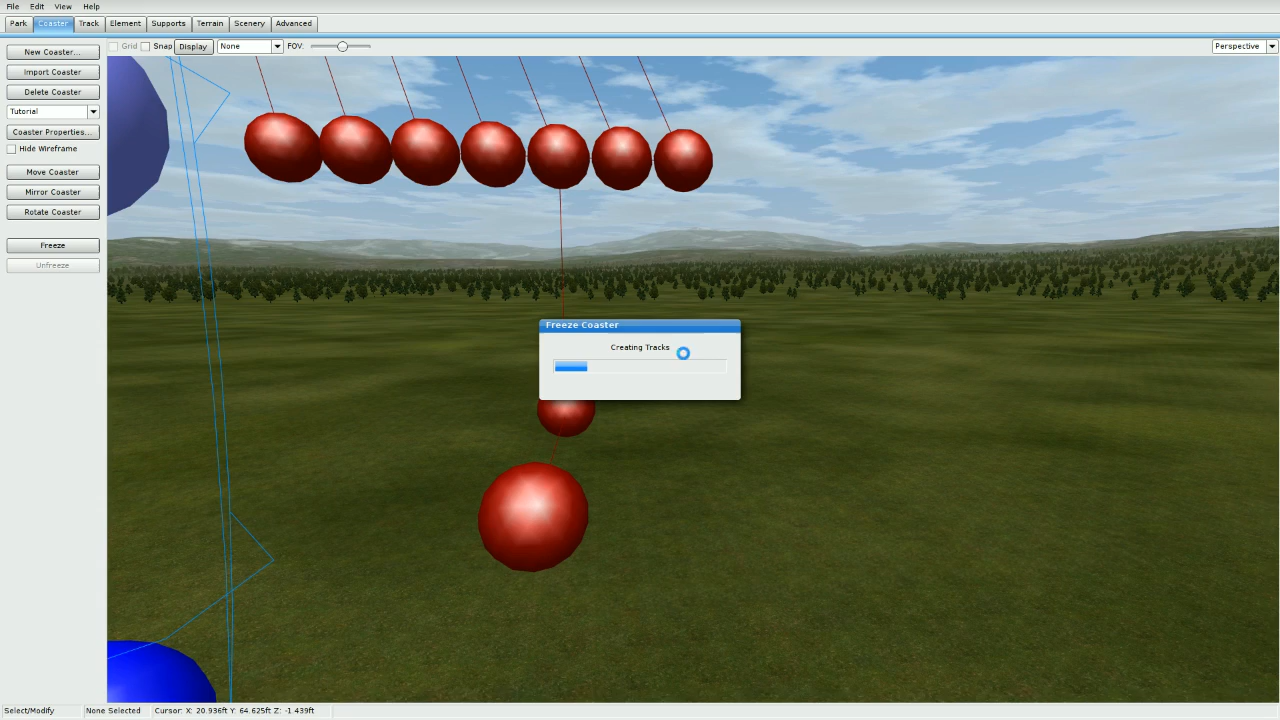 File Edit View Help
Park Coaster Track Element Supports Terrain Scenery Advanced
Grid Snap Display None FOV: Perspective
New Coaster...
Import Coaster
Delete Coaster
Tutorial
Coaster Properties...
Hide Wireframe
Move Coaster
Mirror Coaster
Rotate Coaster
Freeze
Unfreeze
Freeze Coaster
Creating Tracks
Select/Modify None Selected Cursor: X: 20.936ft Y: 64.625ft Z: -1.439ft